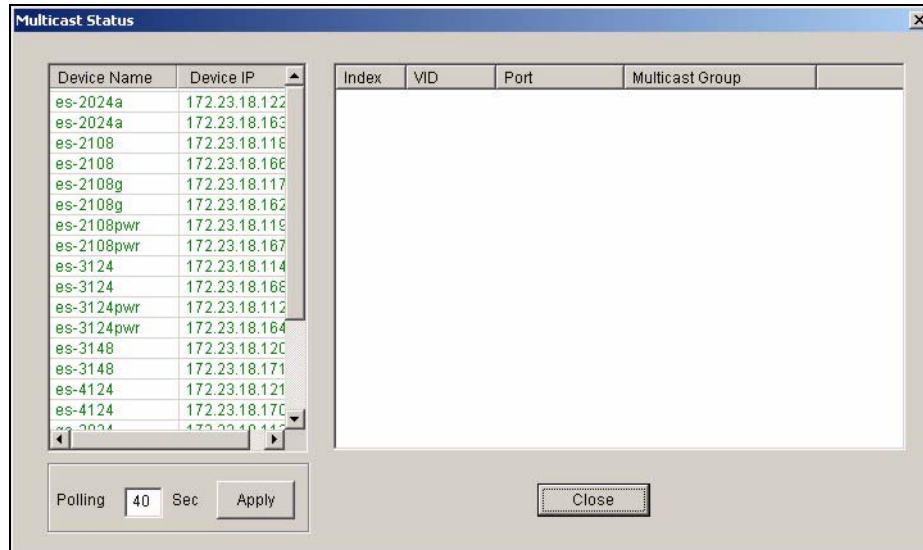 Multicast Status
Device Name Device IP
es-2024a 172.23.18.122
es-2024a 172.23.18.163
es-2108 172.23.18.118
es-2108 172.23.18.166
es-2108g 172.23.18.117
es-2108g 172.23.18.162
es-2108pwr 172.23.18.119
es-2108pwr 172.23.18.167
es-3124 172.23.18.114
es-3124 172.23.18.168
es-3124pwr 172.23.18.112
es-3124pwr 172.23.18.164
es-3148 172.23.18.120
es-3148 172.23.18.171
es-4124 172.23.18.121
es-4124 172.23.18.170
Index VID Port Multicast Group
Polling 40 Sec Apply
Close